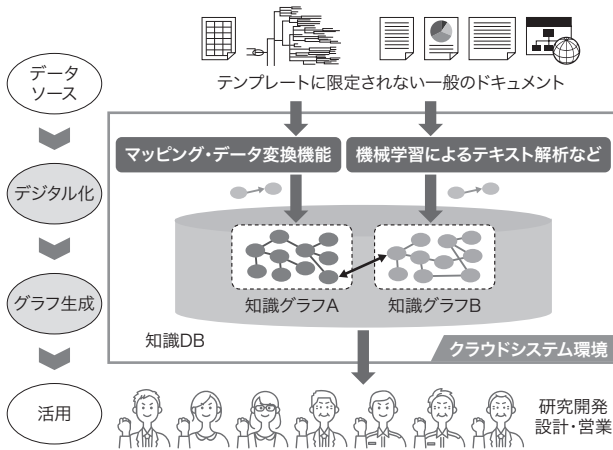 データ
ソース
テンプレートに限定されない一般のドキュメント
マッピング・データ変換機能
機械学習によるテキスト解析など
デジタル化
グラフ生成
知識グラフA
知識グラフB
知識DB
クラウドシステム環境
活用
研究開発
設計・営業